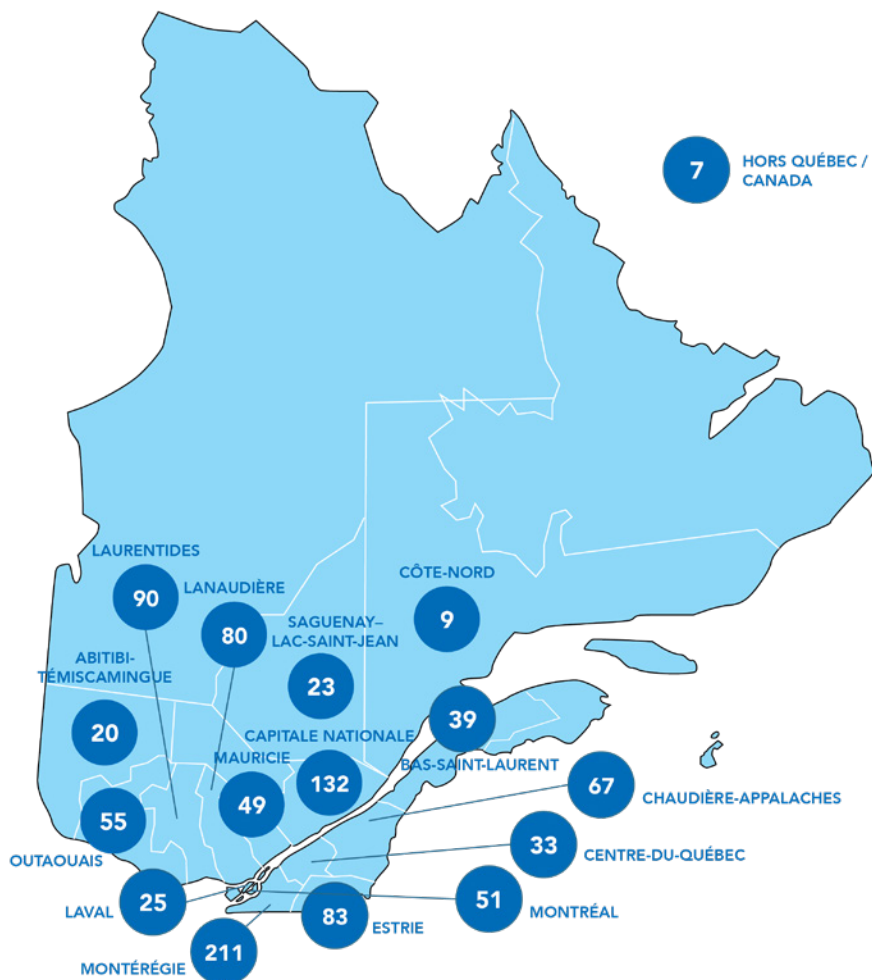 7
HORS QUÉBEC /
CANADA
LAURENTIDES
90
LANAUDIÈRE
80
CÔTE-NORD
9
SAGUENAY–
LAC-SAINT-JEAN
23
ABITIBI-
TÉMISCAMINGUE
20
CAPITALE NATIONALE
132
MAURICIE
49
39
BAS-SAINT-LAURENT
67
CHAUDIÈRE-APPALACHES
55
OUTAOUAIS
33
CENTRE-DU-QUÉBEC
25
LAVAL
51
MONTRÉAL
83
ESTRIE
211
MONTÉRÉGIE